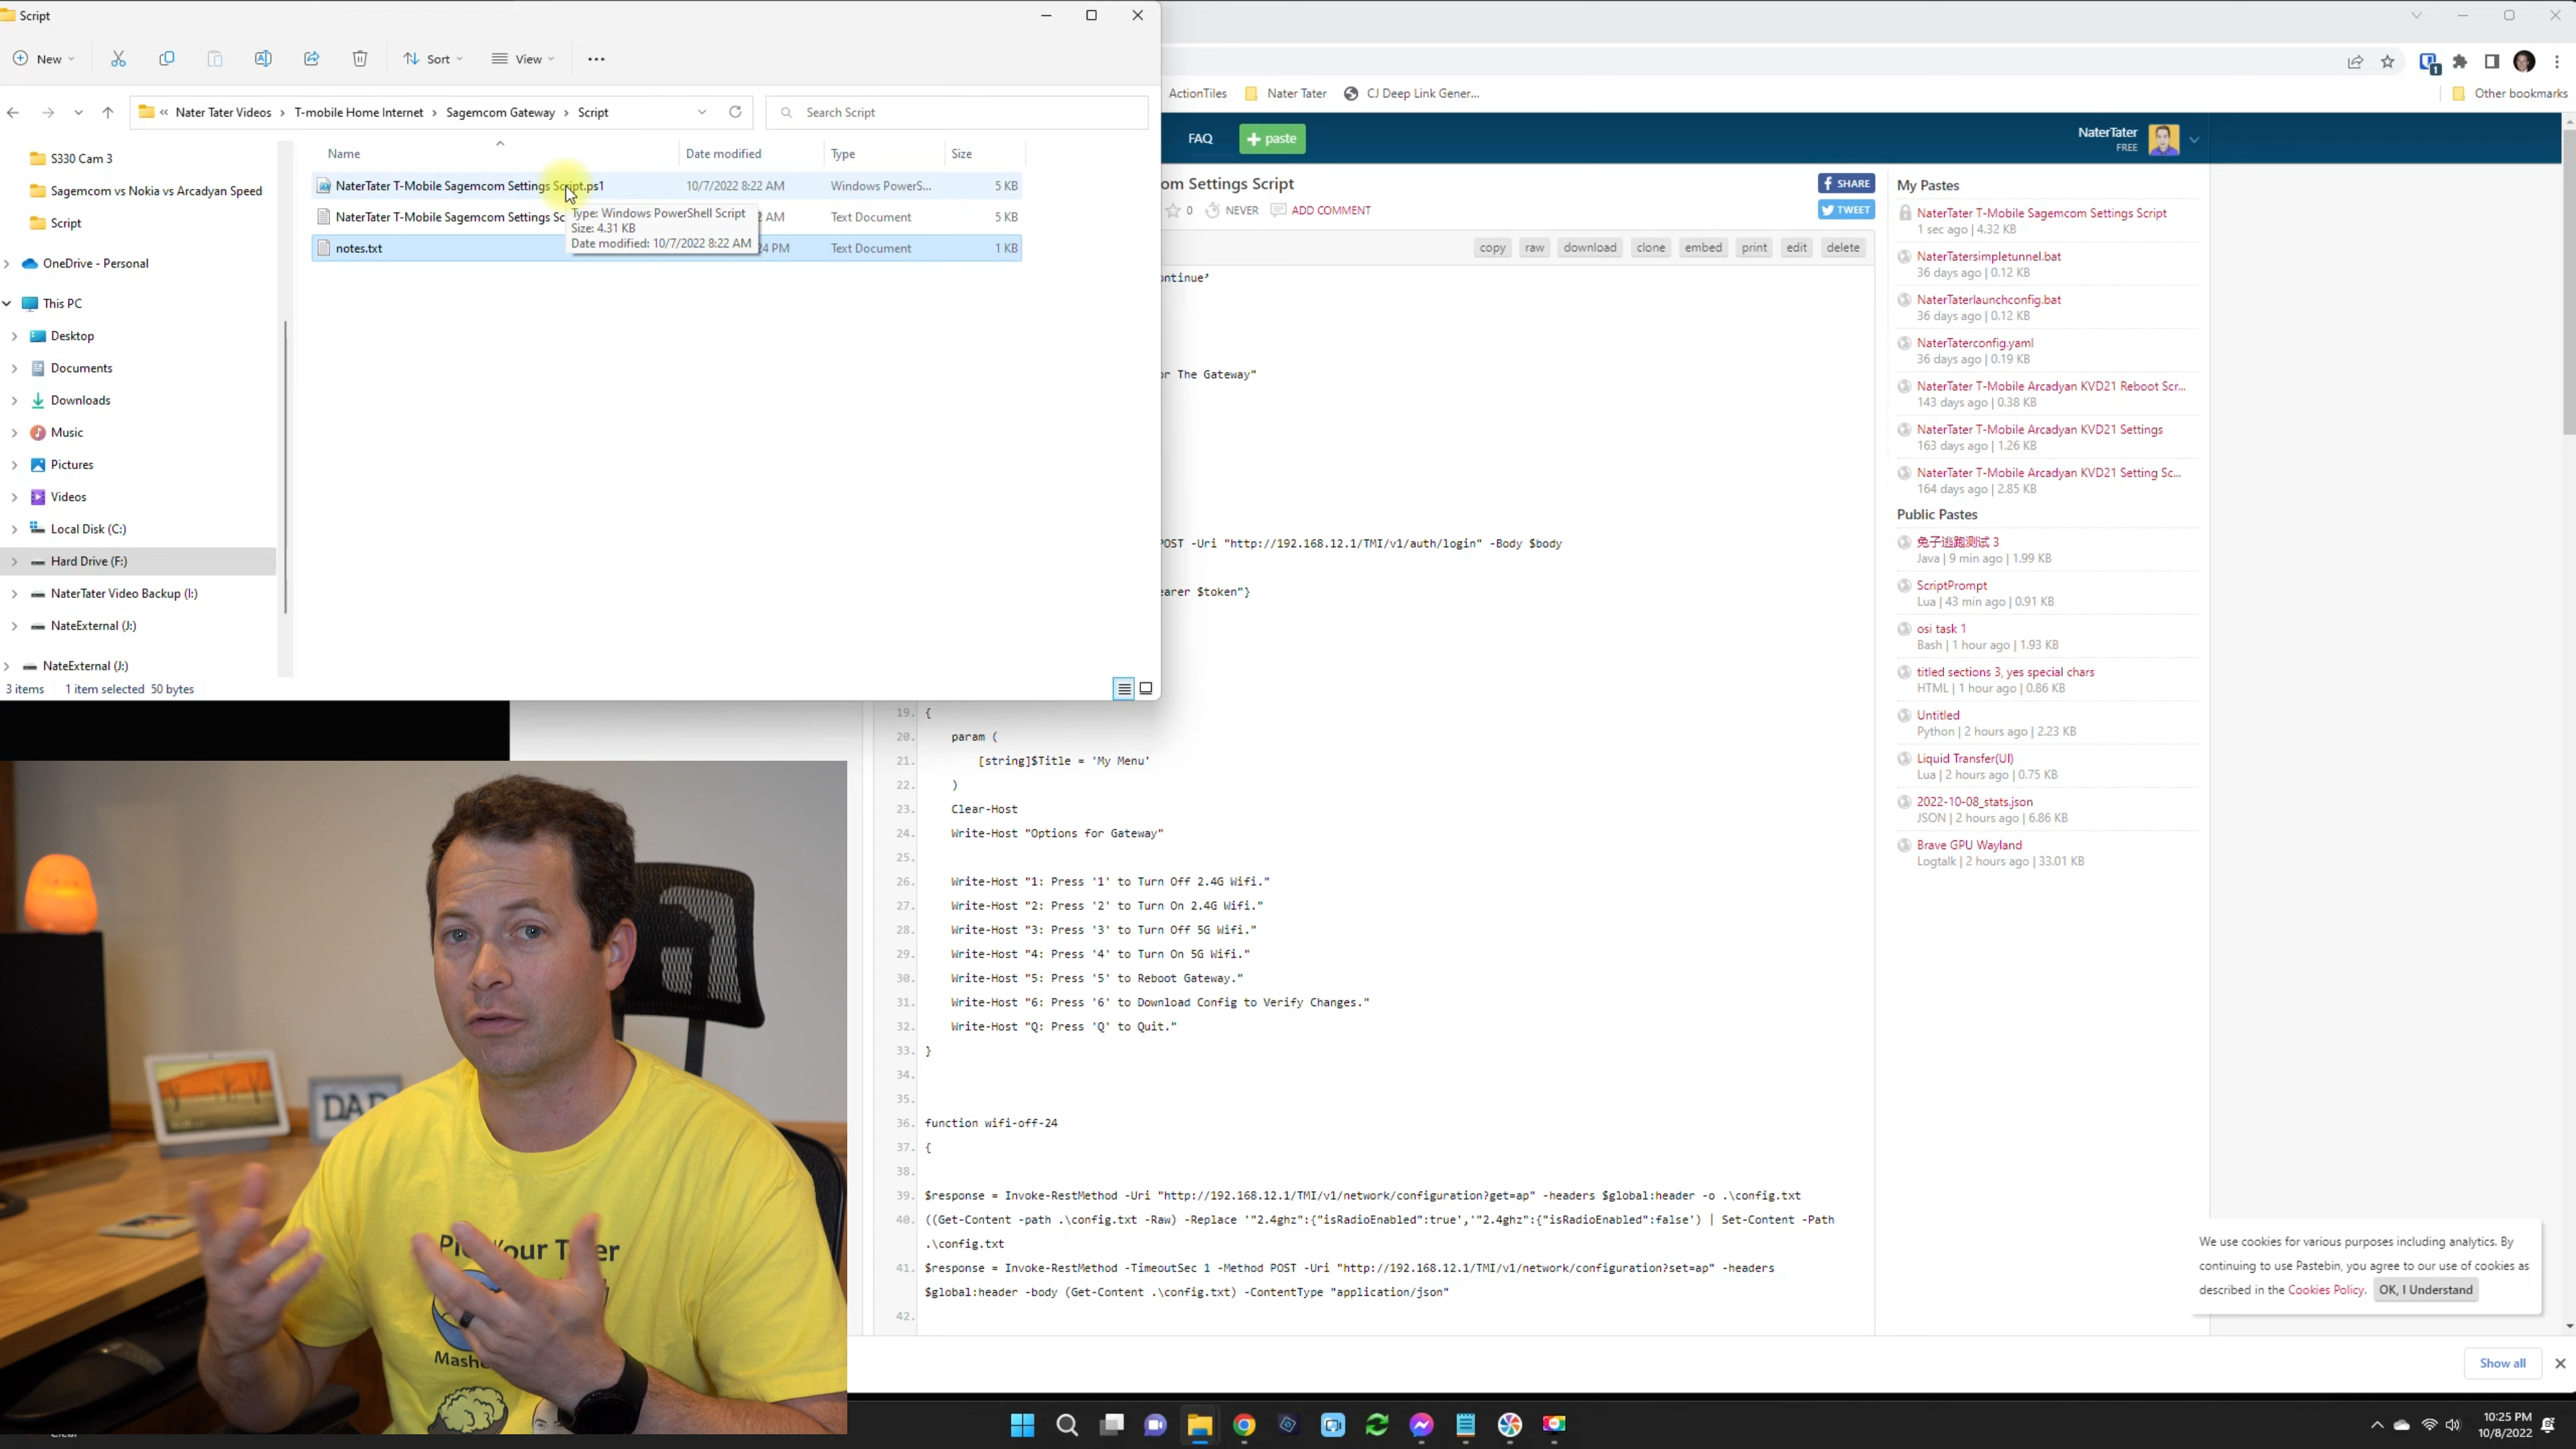 Script
New
Sort
View
Nater Tater Videos
T-mobile Home Internet
Sagemcom Gateway
Script
Search Script
Name
Date modified
Type
Size
S330 Cam 3
Sagemcom vs Nokia vs Arcadyan Speed
Script
OneDrive - Personal
This PC
Desktop
Documents
Downloads
Music
Pictures
Videos
Local Disk (C:)
Hard Drive (F:)
NaterTater Video Backup (I:)
NateExternal (J:)
NateExternal (J:)
NaterTater T-Mobile Sagemcom Settings Script.ps1 10/7/2022 8:22 AM Windows PowerS... 5 KB
NaterTater T-Mobile Sagemcom Settings Sc 2 AM Text Document 5 KB
notes.txt 24 PM Text Document 1 KB
Type: Windows PowerShell Script
Size: 4.31 KB
Date modified: 10/7/2022 8:22 AM
3 items 1 item selected 50 bytes
ActionTiles
Nater Tater
CJ Deep Link Gener...
Other bookmarks
1
FAQ
+ paste
NaterTater
FREE
om Settings Script
0 NEVER ADD COMMENT
SHARE
TWEET
copy raw download clone embed print edit delete
ontinue’
or The Gateway"
POST -Uri "http://192.168.12.1/TMI/v1/auth/login" -Body $body
earer $token"}
19. {
20. param (
21. [string]$Title = 'My Menu'
22. )
23. Clear-Host
24. Write-Host "Options for Gateway"
25.
26. Write-Host "1: Press '1' to Turn Off 2.4G Wifi."
27. Write-Host "2: Press '2' to Turn On 2.4G Wifi."
28. Write-Host "3: Press '3' to Turn Off 5G Wifi."
29. Write-Host "4: Press '4' to Turn On 5G Wifi."
30. Write-Host "5: Press '5' to Reboot Gateway."
31. Write-Host "6: Press '6' to Download Config to Verify Changes."
32. Write-Host "Q: Press 'Q' to Quit."
33. }
34.
35.
36. function wifi-off-24
37. {
38.
39. $response = Invoke-RestMethod -Uri "http://192.168.12.1/TMI/v1/network/configuration?get=ap" -headers $global:header -o .\config.txt
40. ((Get-Content -path .\config.txt -Raw) -Replace '"2.4ghz":{"isRadioEnabled":true','"2.4ghz":{"isRadioEnabled":false') | Set-Content -Path
.\config.txt
41. $response = Invoke-RestMethod -TimeoutSec 1 -Method POST -Uri "http://192.168.12.1/TMI/v1/network/configuration?set=ap" -headers
$global:header -body (Get-Content .\config.txt) -ContentType "application/json"
42.
My Pastes
NaterTater T-Mobile Sagemcom Settings Script
1 sec ago | 4.32 KB
NaterTatersimpletunnel.bat
36 days ago | 0.12 KB
NaterTaterlaunchconfig.bat
36 days ago | 0.12 KB
NaterTaterconfig.yaml
36 days ago | 0.19 KB
NaterTater T-Mobile Arcadyan KVD21 Reboot Scr...
143 days ago | 0.38 KB
NaterTater T-Mobile Arcadyan KVD21 Settings
163 days ago | 1.26 KB
NaterTater T-Mobile Arcadyan KVD21 Setting Sc...
164 days ago | 2.85 KB
Public Pastes
兔子逃跑测试 3
Java | 9 min ago | 1.99 KB
ScriptPrompt
Lua | 43 min ago | 0.91 KB
osi task 1
Bash | 1 hour ago | 1.93 KB
titled sections 3, yes special chars
HTML | 1 hour ago | 0.86 KB
Untitled
Python | 2 hours ago | 2.23 KB
Liquid Transfer(UI)
Lua | 2 hours ago | 0.75 KB
2022-10-08_stats.json
JSON | 2 hours ago | 6.86 KB
Brave GPU Wayland
Logtalk | 2 hours ago | 33.01 KB
We use cookies for various purposes including analytics. By
continuing to use Pastebin, you agree to our use of cookies as
described in the Cookies Policy. OK, I Understand
Show all
DAD
Your
Clear
10:25 PM
10/8/2022